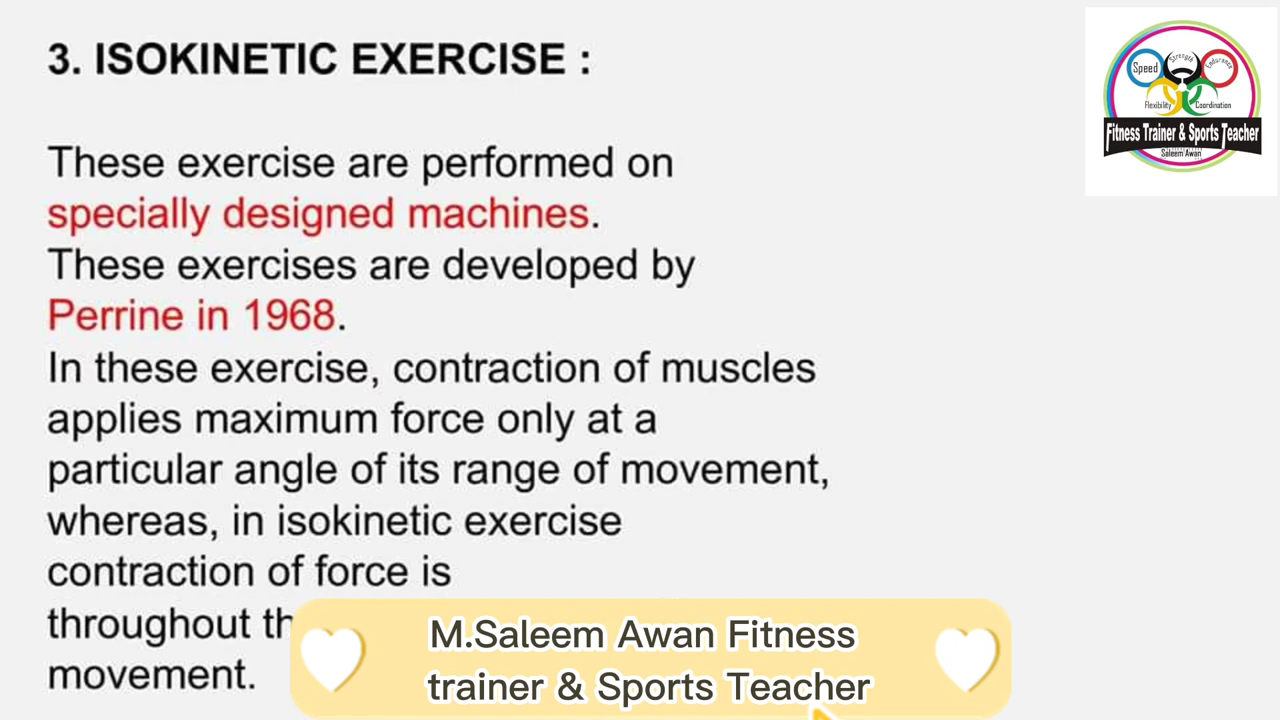 3. ISOKINETIC EXERCISE :
These exercise are performed on
specially designed machines.
These exercises are developed by
Perrine in 1968.
In these exercise, contraction of muscles
applies maximum force only at a
particular angle of its range of movement,
whereas, in isokinetic exercise
contraction of force is
throughout
movement.
M.Saleem Awan Fitness
trainer & Sports Teacher
Speed
Strength
Endurance
Flexibility
Coordination
Fitness Trainer & Sports Teacher
Saleem Awan